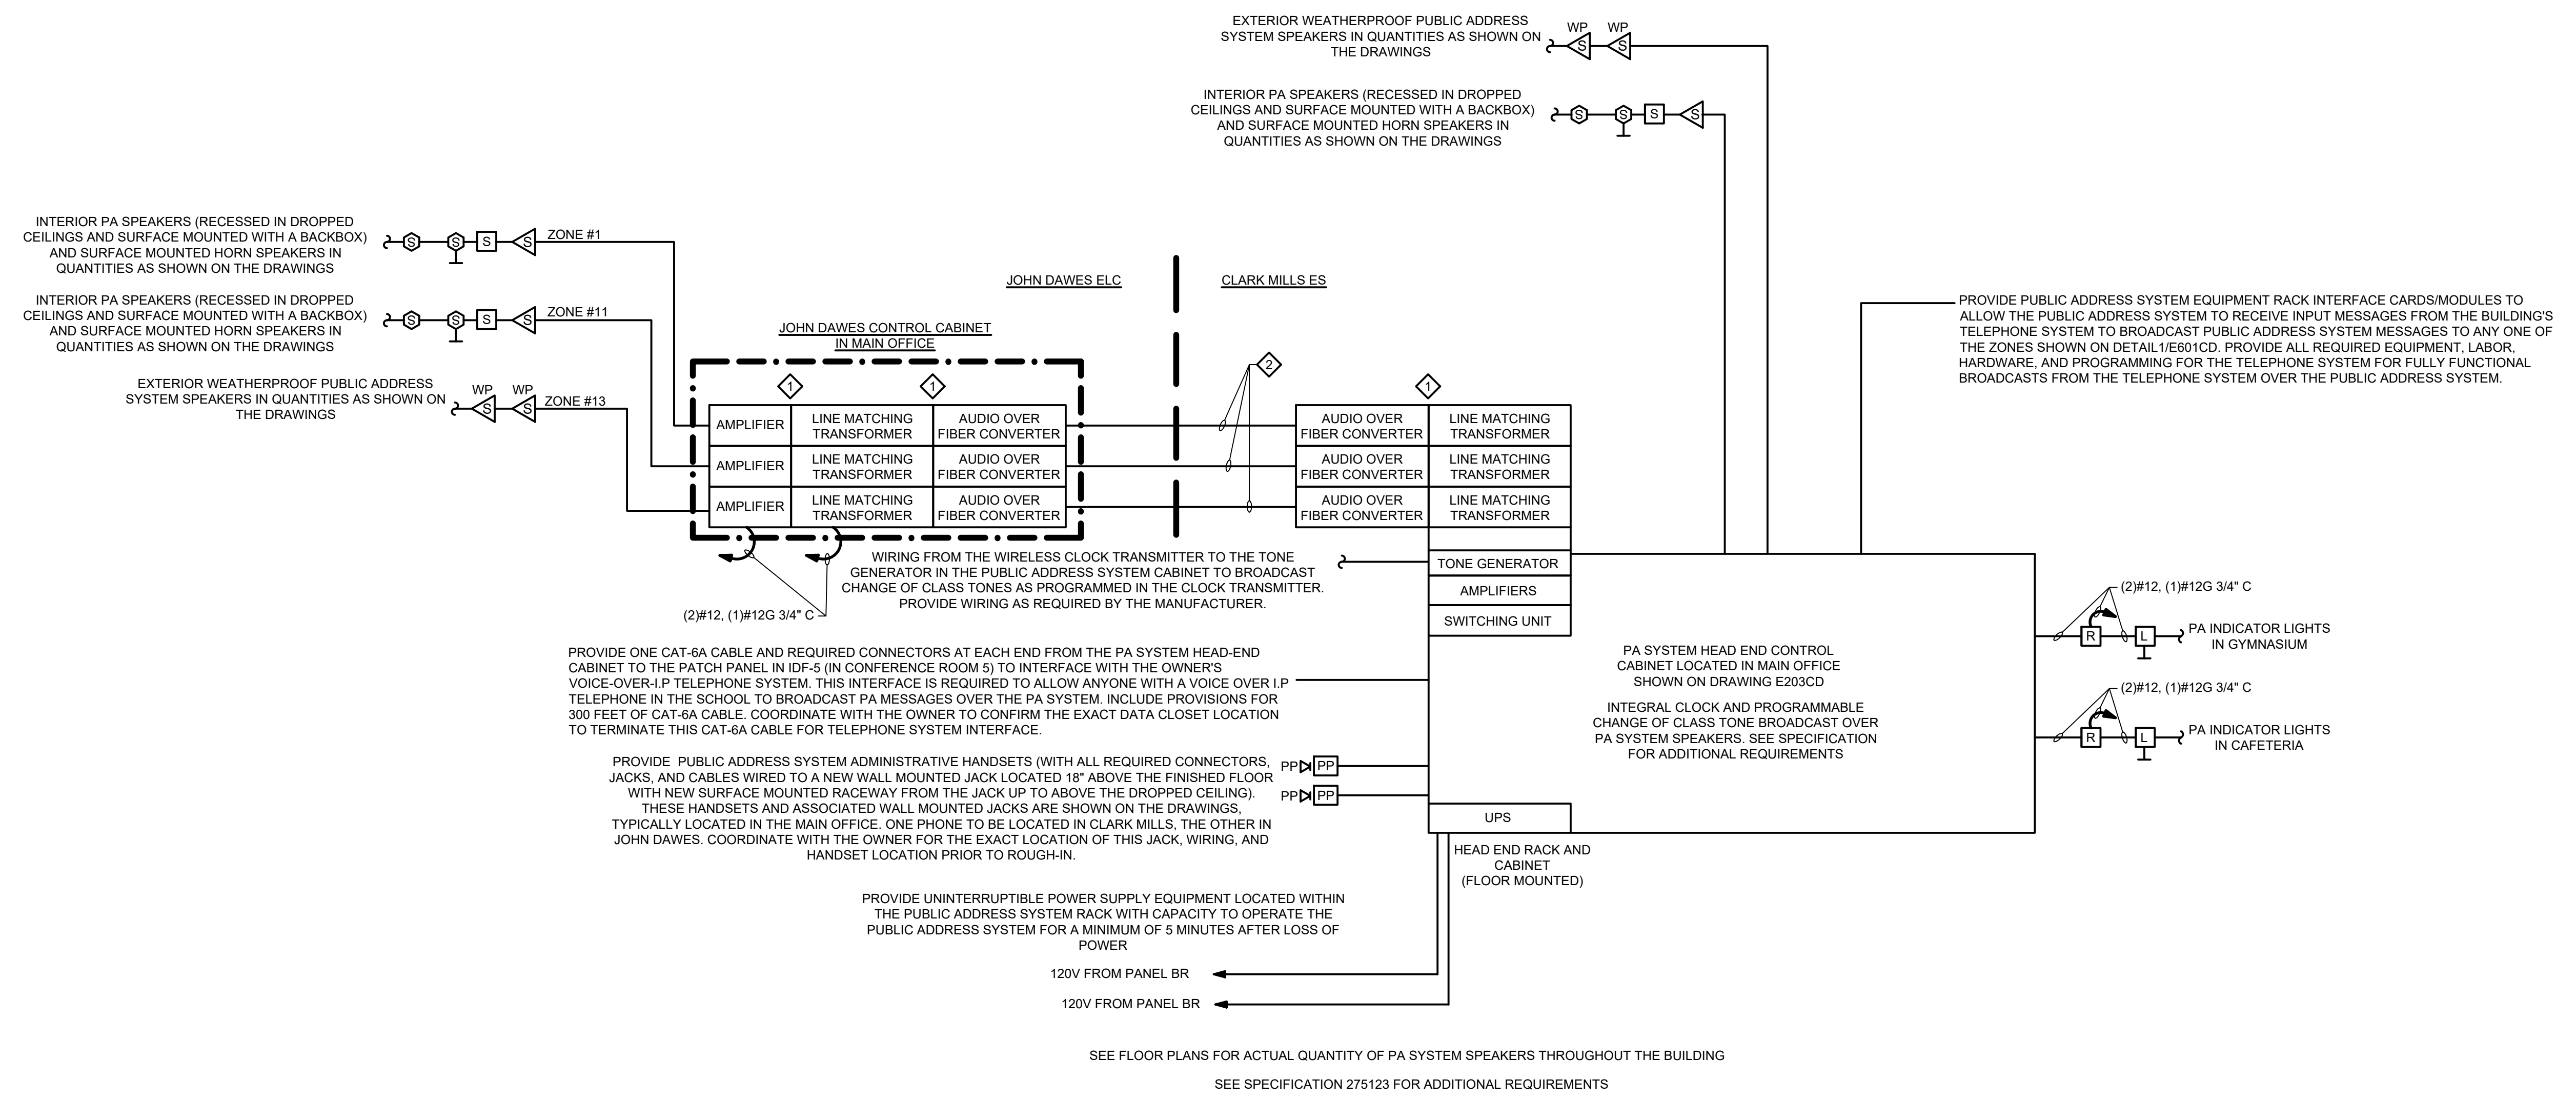 EXTERIOR WEATHERPROOF PUBLIC ADDRESS
SYSTEM SPEAKERS IN QUANTITIES AS SHOWN ON
THE DRAWINGS
WP WP
S S
INTERIOR PA SPEAKERS (RECESSED IN DROPPED
CEILINGS AND SURFACE MOUNTED WITH A BACKBOX)
AND SURFACE MOUNTED HORN SPEAKERS IN
QUANTITIES AS SHOWN ON THE DRAWINGS
S S S S
INTERIOR PA SPEAKERS (RECESSED IN DROPPED
CEILINGS AND SURFACE MOUNTED WITH A BACKBOX)
AND SURFACE MOUNTED HORN SPEAKERS IN
QUANTITIES AS SHOWN ON THE DRAWINGS
S S S S ZONE #1
INTERIOR PA SPEAKERS (RECESSED IN DROPPED
CEILINGS AND SURFACE MOUNTED WITH A BACKBOX)
AND SURFACE MOUNTED HORN SPEAKERS IN
QUANTITIES AS SHOWN ON THE DRAWINGS
S S S S ZONE #11
EXTERIOR WEATHERPROOF PUBLIC ADDRESS
SYSTEM SPEAKERS IN QUANTITIES AS SHOWN ON
THE DRAWINGS
WP WP
S S ZONE #13
JOHN DAWES ELC
CLARK MILLS ES
JOHN DAWES CONTROL CABINET
IN MAIN OFFICE
1 1
2
1
AMPLIFIER
LINE MATCHING
TRANSFORMER
AUDIO OVER
FIBER CONVERTER
AUDIO OVER
FIBER CONVERTER
LINE MATCHING
TRANSFORMER
AMPLIFIER
LINE MATCHING
TRANSFORMER
AUDIO OVER
FIBER CONVERTER
AUDIO OVER
FIBER CONVERTER
LINE MATCHING
TRANSFORMER
AMPLIFIER
LINE MATCHING
TRANSFORMER
AUDIO OVER
FIBER CONVERTER
AUDIO OVER
FIBER CONVERTER
LINE MATCHING
TRANSFORMER
PROVIDE PUBLIC ADDRESS SYSTEM EQUIPMENT RACK INTERFACE CARDS/MODULES TO
ALLOW THE PUBLIC ADDRESS SYSTEM TO RECEIVE INPUT MESSAGES FROM THE BUILDING'S
TELEPHONE SYSTEM TO BROADCAST PUBLIC ADDRESS SYSTEM MESSAGES TO ANY ONE OF
THE ZONES SHOWN ON DETAIL1/E601CD. PROVIDE ALL REQUIRED EQUIPMENT, LABOR,
HARDWARE, AND PROGRAMMING FOR THE TELEPHONE SYSTEM FOR FULLY FUNCTIONAL
BROADCASTS FROM THE TELEPHONE SYSTEM OVER THE PUBLIC ADDRESS SYSTEM.
(2)#12, (1)#12G 3/4" C
WIRING FROM THE WIRELESS CLOCK TRANSMITTER TO THE TONE
GENERATOR IN THE PUBLIC ADDRESS SYSTEM CABINET TO BROADCAST
CHANGE OF CLASS TONES AS PROGRAMMED IN THE CLOCK TRANSMITTER.
PROVIDE WIRING AS REQUIRED BY THE MANUFACTURER.
TONE GENERATOR
AMPLIFIERS
SWITCHING UNIT
PROVIDE ONE CAT-6A CABLE AND REQUIRED CONNECTORS AT EACH END FROM THE PA SYSTEM HEAD-END
CABINET TO THE PATCH PANEL IN IDF-5 (IN CONFERENCE ROOM 5) TO INTERFACE WITH THE OWNER'S
VOICE-OVER-I.P TELEPHONE SYSTEM. THIS INTERFACE IS REQUIRED TO ALLOW ANYONE WITH A VOICE OVER I.P
TELEPHONE IN THE SCHOOL TO BROADCAST PA MESSAGES OVER THE PA SYSTEM. INCLUDE PROVISIONS FOR
300 FEET OF CAT-6A CABLE. COORDINATE WITH THE OWNER TO CONFIRM THE EXACT DATA CLOSET LOCATION
TO TERMINATE THIS CAT-6A CABLE FOR TELEPHONE SYSTEM INTERFACE.
PA SYSTEM HEAD END CONTROL
CABINET LOCATED IN MAIN OFFICE
SHOWN ON DRAWING E203CD
INTEGRAL CLOCK AND PROGRAMMABLE
CHANGE OF CLASS TONE BROADCAST OVER
PA SYSTEM SPEAKERS. SEE SPECIFICATION
FOR ADDITIONAL REQUIREMENTS
(2)#12, (1)#12G 3/4" C
R L
PA INDICATOR LIGHTS
IN GYMNASIUM
(2)#12, (1)#12G 3/4" C
R L
PA INDICATOR LIGHTS
IN CAFETERIA
PROVIDE PUBLIC ADDRESS SYSTEM ADMINISTRATIVE HANDSETS (WITH ALL REQUIRED CONNECTORS,
JACKS, AND CABLES WIRED TO A NEW WALL MOUNTED JACK LOCATED 18" ABOVE THE FINISHED FLOOR
WITH NEW SURFACE MOUNTED RACEWAY FROM THE JACK UP TO ABOVE THE DROPPED CEILING).
THESE HANDSETS AND ASSOCIATED WALL MOUNTED JACKS ARE SHOWN ON THE DRAWINGS,
TYPICALLY LOCATED IN THE MAIN OFFICE. ONE PHONE TO BE LOCATED IN CLARK MILLS, THE OTHER IN
JOHN DAWES. COORDINATE WITH THE OWNER FOR THE EXACT LOCATION OF THIS JACK, WIRING, AND
HANDSET LOCATION PRIOR TO ROUGH-IN.
PP PP
PP PP
UPS
HEAD END RACK AND
CABINET
(FLOOR MOUNTED)
PROVIDE UNINTERRUPTIBLE POWER SUPPLY EQUIPMENT LOCATED WITHIN
THE PUBLIC ADDRESS SYSTEM RACK WITH CAPACITY TO OPERATE THE
PUBLIC ADDRESS SYSTEM FOR A MINIMUM OF 5 MINUTES AFTER LOSS OF
POWER
120V FROM PANEL BR
120V FROM PANEL BR
SEE FLOOR PLANS FOR ACTUAL QUANTITY OF PA SYSTEM SPEAKERS THROUGHOUT THE BUILDING
SEE SPECIFICATION 275123 FOR ADDITIONAL REQUIREMENTS